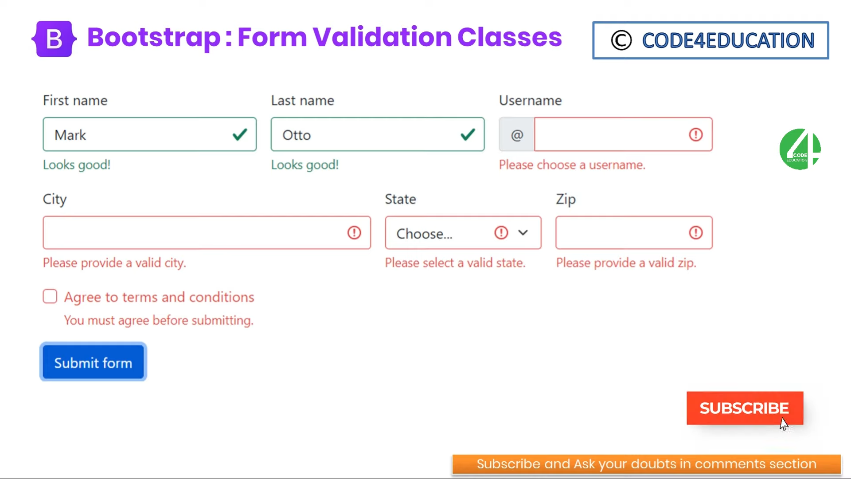 B Bootstrap : Form Validation Classes
© CODE4EDUCATION
First name
Last name
Username
Mark
Otto
@
Looks good!
Looks good!
Please choose a username.
4
CODE
City
State
Zip
Choose...
Please provide a valid city.
Please select a valid state.
Please provide a valid zip.
Agree to terms and conditions
You must agree before submitting.
Submit form
SUBSCRIBE
Subscribe and Ask your doubts in comments section